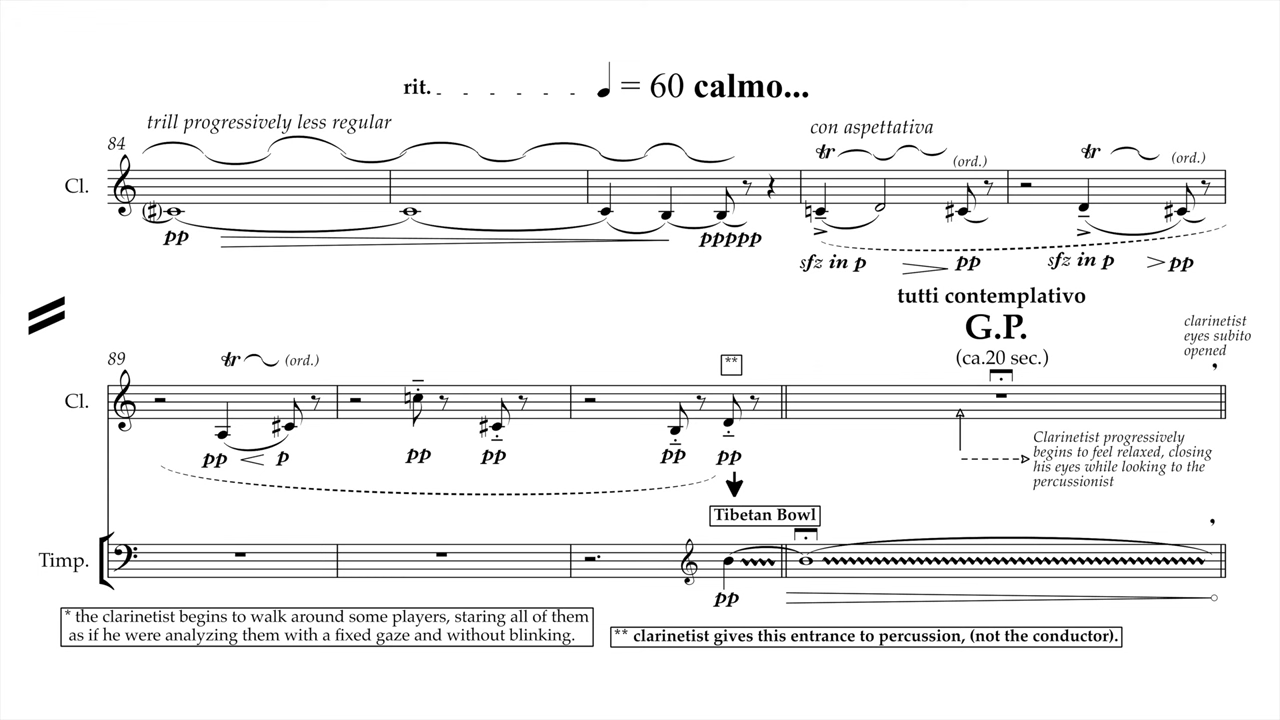 rit. = 60 calmo...
trill progressively less regular
con aspettativa
84
tr (ord.) tr (ord.)
Cl.
pp ppppp
sfz in p pp sfz in p pp
tutti contemplativo
G.P.
(ca.20 sec.)
clarinetist
eyes subito
opened
89
tr (ord.)
**
Cl.
pp p pp pp pp pp
Clarinetist progressively
begins to feel relaxed, closing
his eyes while looking to the
percussionist
Tibetan Bowl
Timp.
pp
* the clarinetist begins to walk around some players, staring all of them
as if he were analyzing them with a fixed gaze and without blinking.
** clarinetist gives this entrance to percussion, (not the conductor).